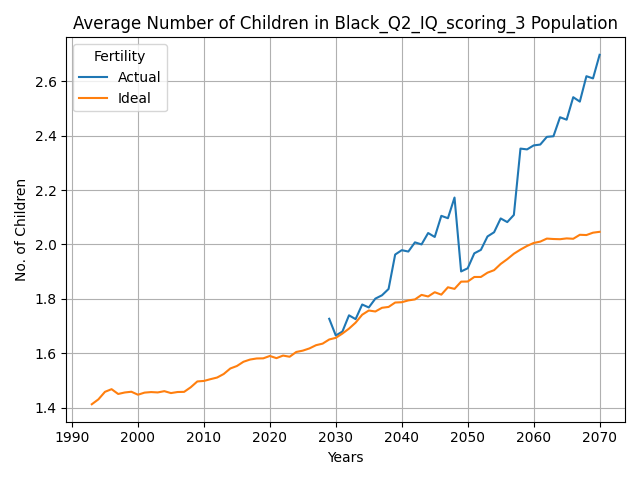 Average Number of Children in Black_Q2_IQ_scoring_3 Population
Fertility
Actual
Ideal
No. of Children
2.6
2.4
2.2
2.0
1.8
1.6
1.4
1990 2000 2010 2020 2030 2040 2050 2060 2070
Years